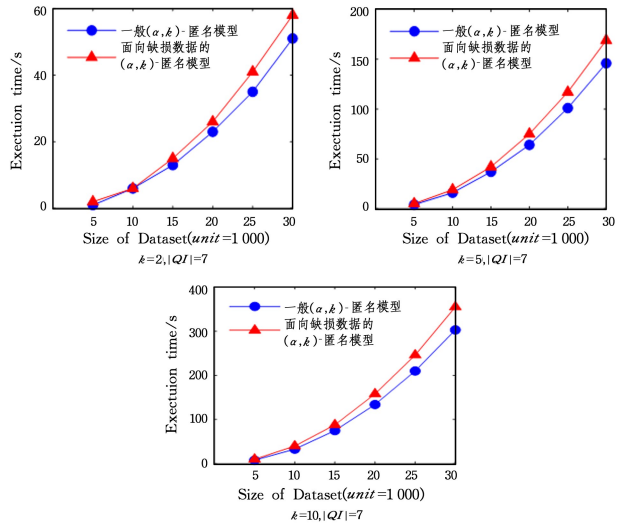 60
40
20
0
Exectuion time/s
一般(α,k)-匿名模型
面向缺损数据的
(α,k)-匿名模型
5 10 15 20 25 30
Size of Dataset(unit=1 000)
k=2,|QI|=7
200
150
100
50
0
Exectuion time/s
一般(α,k)-匿名模型
面向缺损数据的
(α,k)-匿名模型
5 10 15 20 25 30
Size of Dataset(unit=1 000)
k=5,|QI|=7
400
300
200
100
0
Exectuion time/s
一般(α,k)-匿名模型
面向缺损数据的
(α,k)-匿名模型
5 10 15 20 25 30
Size of Dataset(unit=1 000)
k=10,|QI|=7